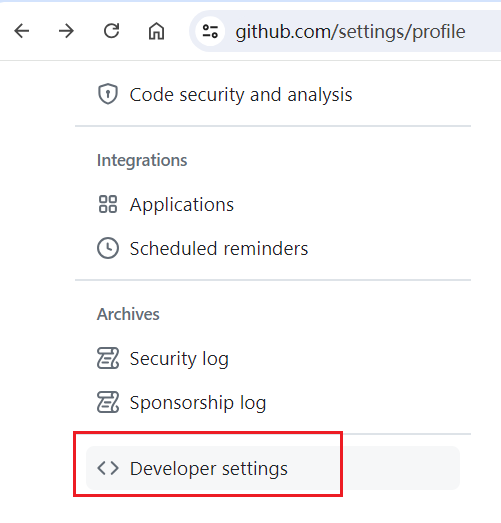 github.com/settings/profile
Code security and analysis
Integrations
Applications
Scheduled reminders
Archives
Security log
Sponsorship log
Developer settings